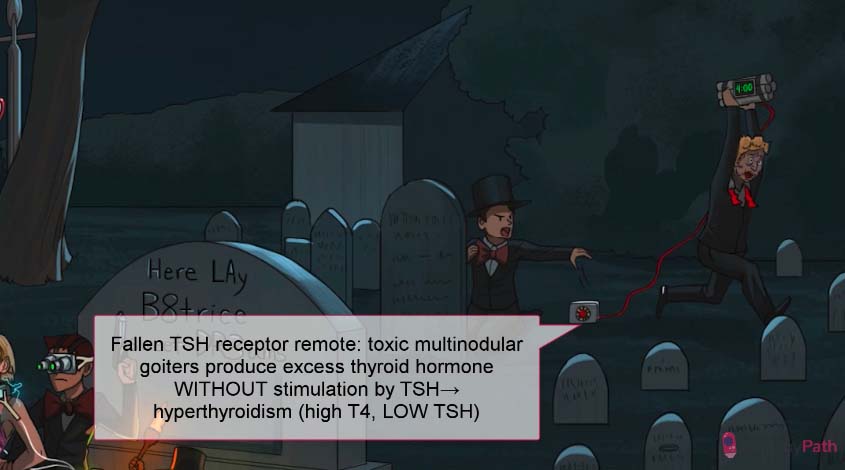 4:00
Here LAy
B8trice
Fallen TSH receptor remote: toxic multinodular
goiters produce excess thyroid hormone
WITHOUT stimulation by TSH→
hyperthyroidism (high T4, LOW TSH)
Path